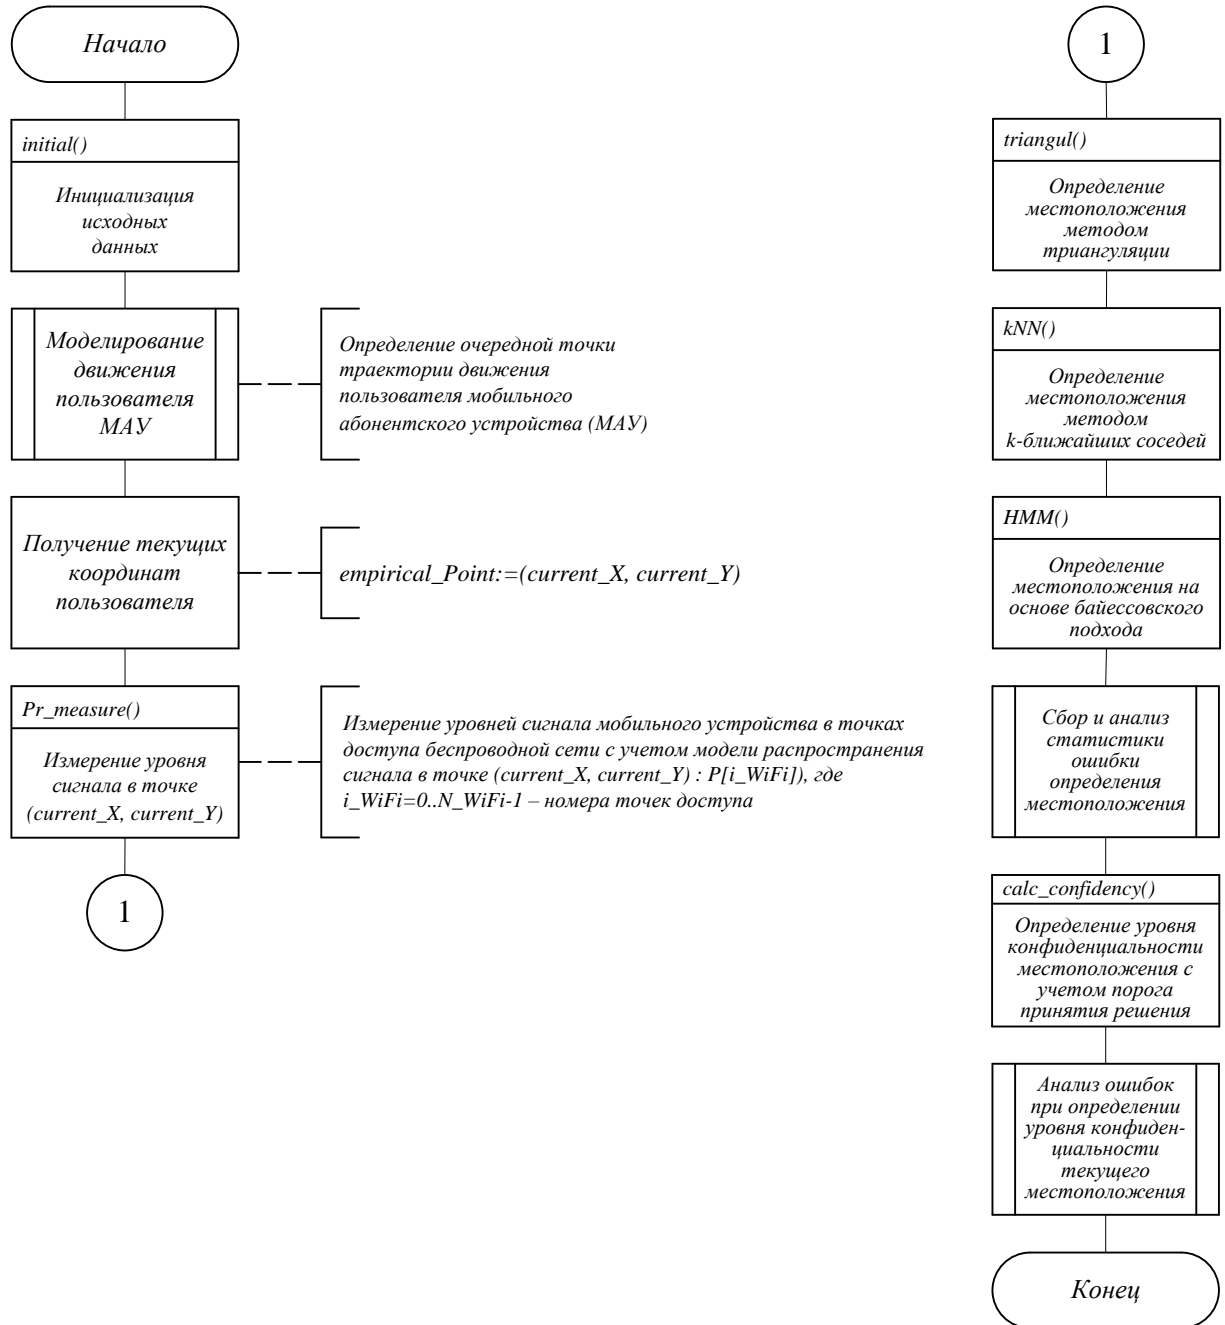 Начало
initial()
Инициализация
исходных
данных
Моделирование
движения
пользователя
МАУ
Определение очередной точки
траектории движения
пользователя мобильного
абонентского устройства (МАУ)
Получение текущих
координат
пользователя
empirical_Point:=(current_X, current_Y)
Pr_measure()
Измерение уровня
сигнала в точке
(current_X, current_Y)
Измерение уровней сигнала мобильного устройства в точках
доступа беспроводной сети с учетом модели распространения
сигнала в точке (current_X, current_Y) : P[i_WiFi]), где
i_WiFi=0..N_WiFi-1 – номера точек доступа
1
1
triangul()
Определение
местоположения
методом
триангуляции
kNN()
Определение
местоположения
методом
k-ближайших соседей
HMM()
Определение
местоположения на
основе байессовского
подхода
Сбор и анализ
статистики
ошибки
определения
местоположения
calc_confidency()
Определение уровня
конфиденциальности
местоположения с
учетом порога
принятия решения
Анализ ошибок
при определении
уровня конфиден-
циальности
текущего
местоположения
Конец